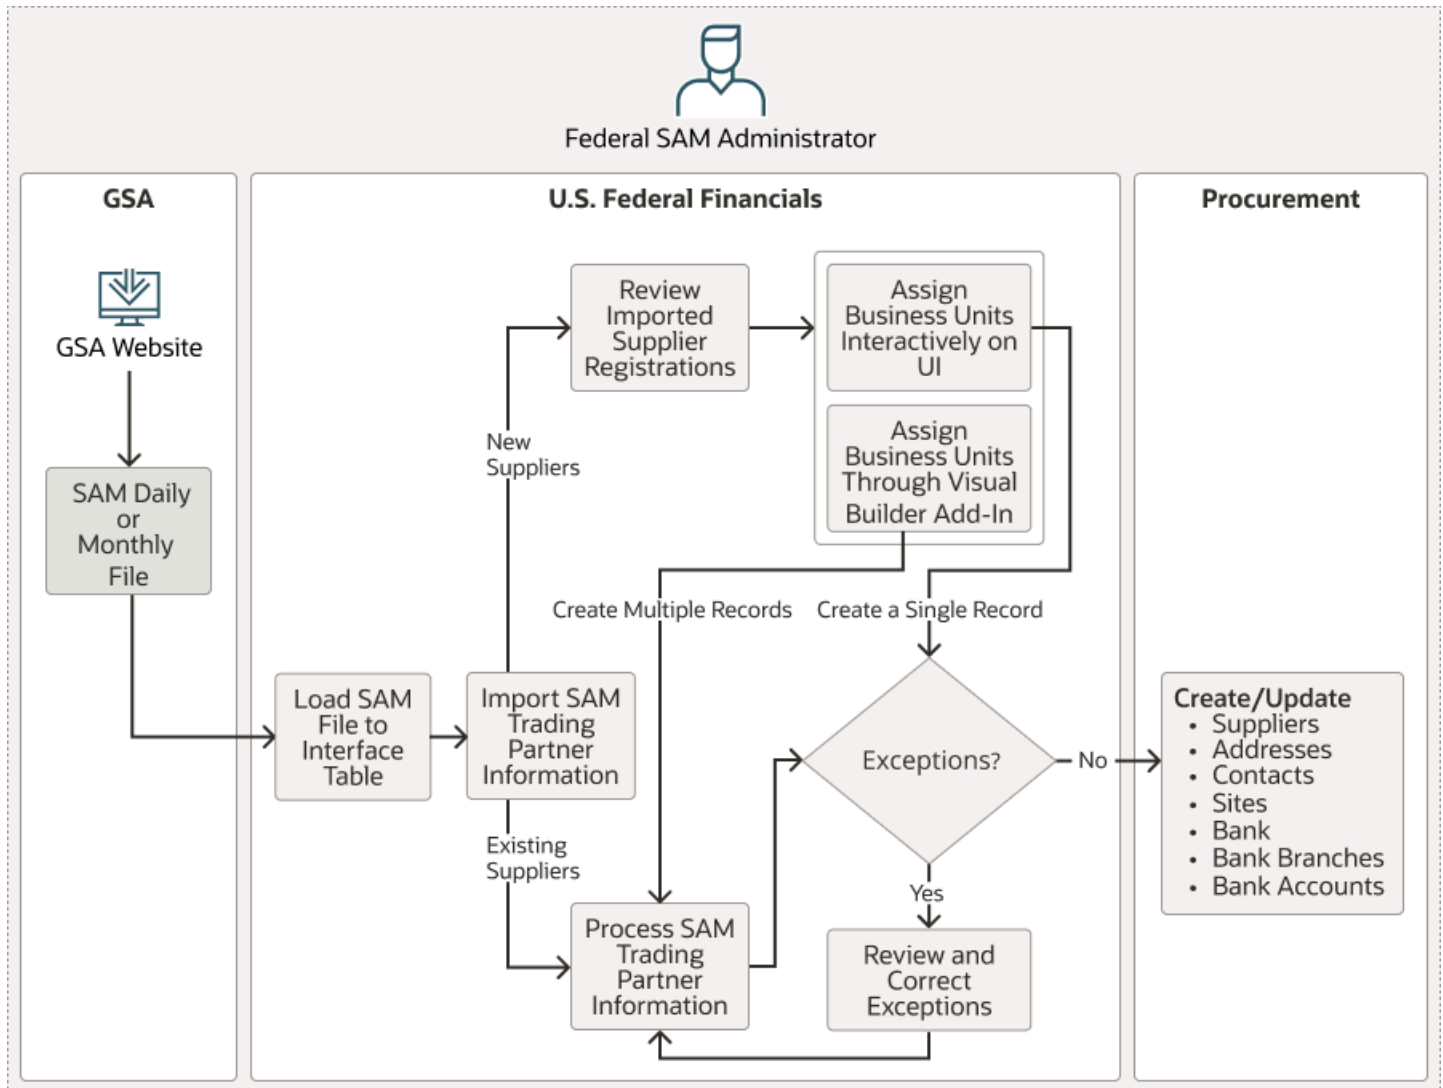 Federal SAM Administrator
GSA
GSA Website
SAM Daily
or
Monthly
File
U.S. Federal Financials
Review
Imported
Supplier
Registrations
Assign
Business Units
Interactively on
UI
Assign
Business Units
Through Visual
Builder Add-In
New
Suppliers
Create Multiple Records
Create a Single Record
Load SAM
File to
Interface
Table
Import SAM
Trading
Partner
Information
Exceptions?
No
Existing
Suppliers
Yes
Process SAM
Trading
Partner
Information
Review and
Correct
Exceptions
Procurement
Create/Update
• Suppliers
• Addresses
• Contacts
• Sites
• Bank
• Bank Branches
• Bank Accounts